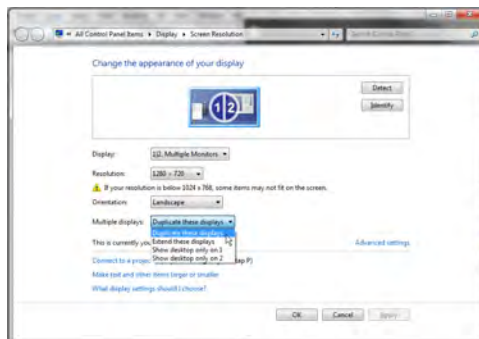 All Control Panel Items ▸ Display ▸ Screen Resolution
Change the appearance of your display
1|2
Detect
Identify
Display: 1|2. Multiple Monitors
Resolution: 1280 × 720
If your resolution is below 1024 x 768, some items may not fit on the screen.
Orientation: Landscape
Multiple displays: Duplicate these displays
Duplicate these displays
This is currently you
Extend these displays
Advanced settings
Show desktop only on 1
Connect to a projec
tap P)
Show desktop only on 2
Make text and other items larger or smaller
What display settings should I choose?
OK Cancel Apply